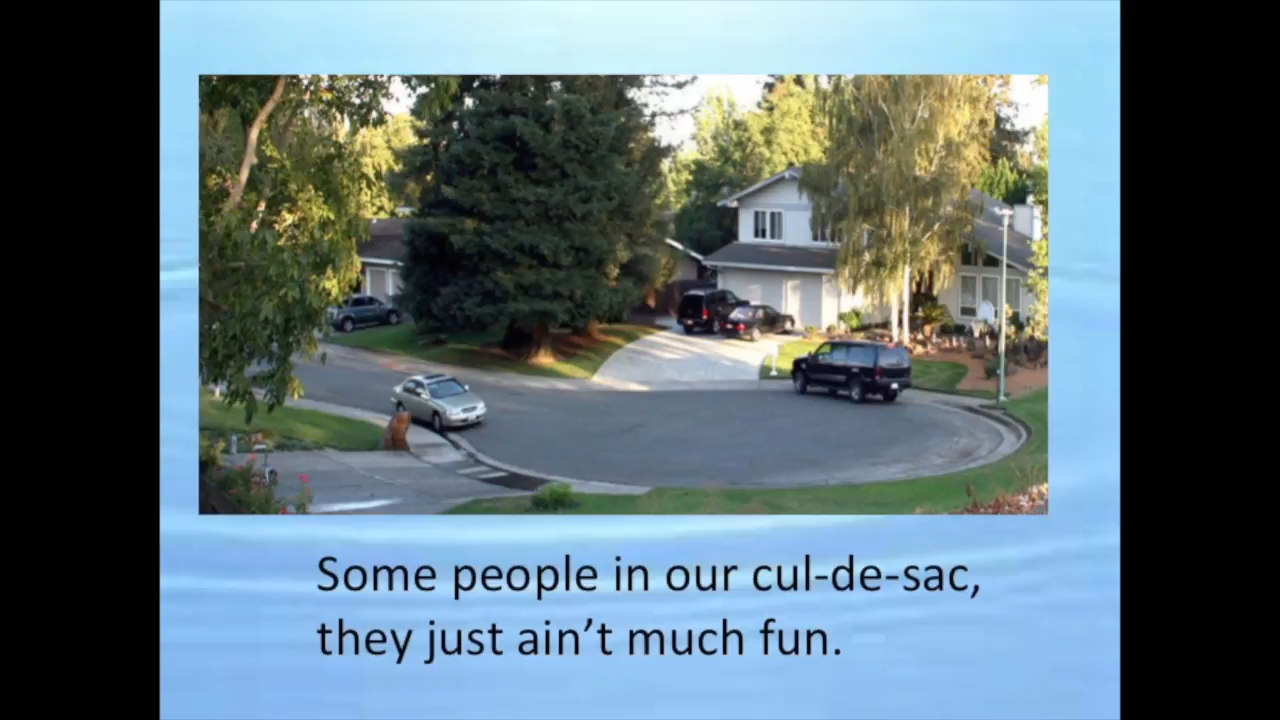 Some people in our cul-de-sac,
they just ain’t much fun.